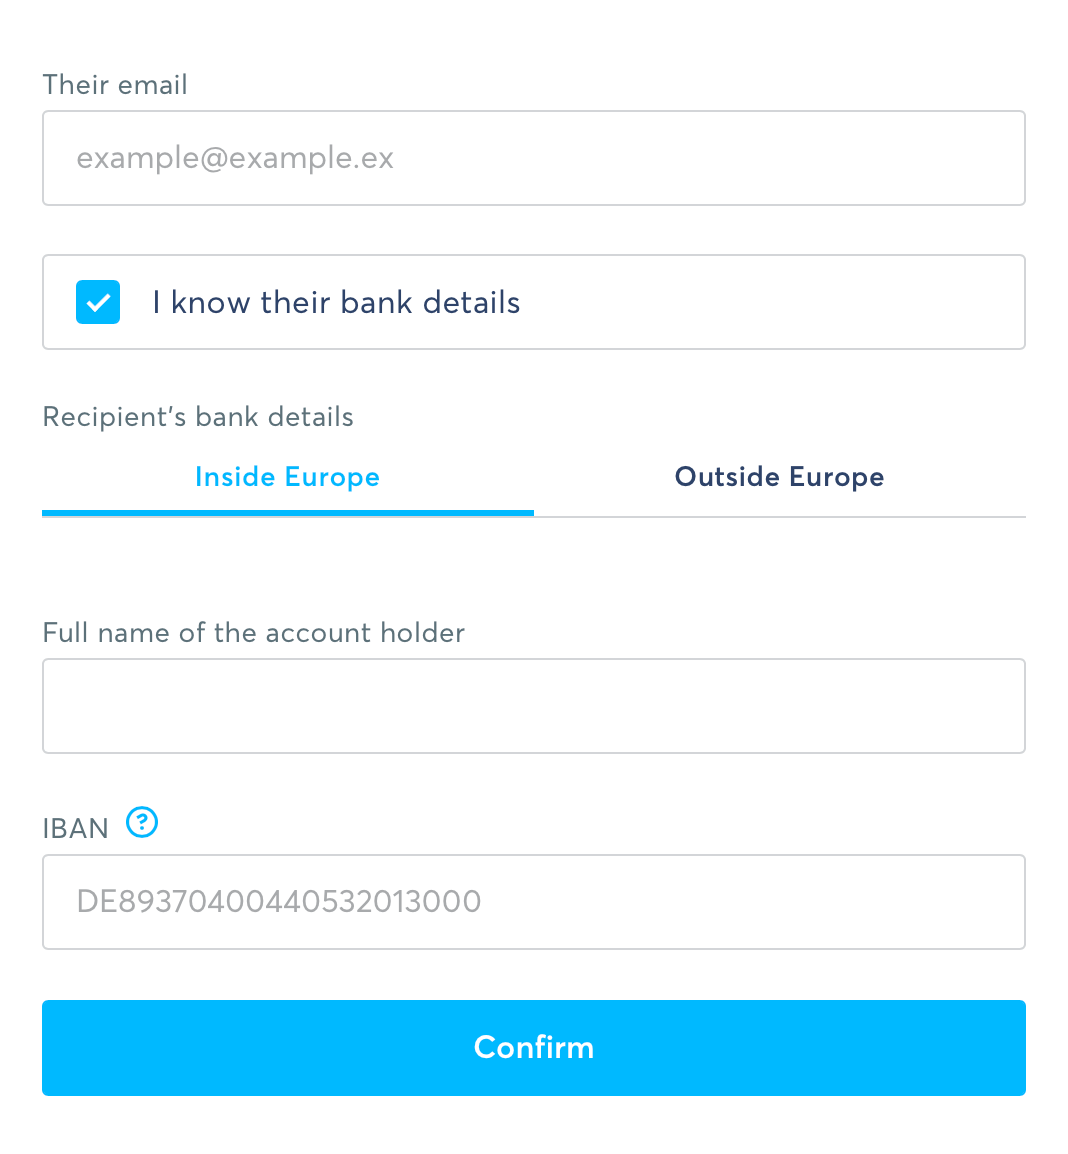 Their email
example@example.ex
I know their bank details
Recipient's bank details
Inside Europe
Outside Europe
Full name of the account holder
IBAN ?
DE89370400440532013000
Confirm